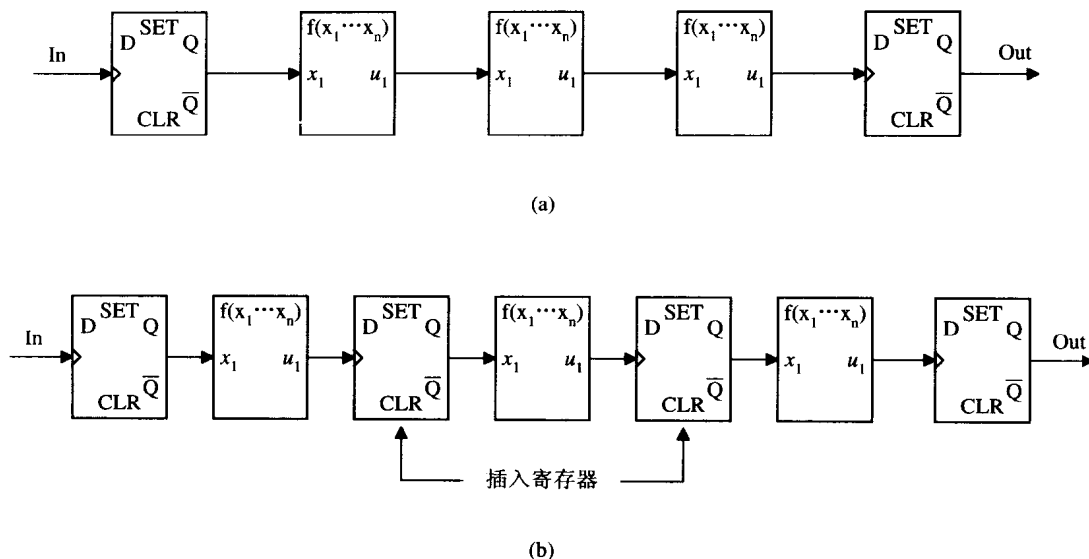 In
D SET Q
Q̅
CLR
f(x₁⋯xₙ)
x₁ u₁
f(x₁⋯xₙ)
x₁ u₁
f(x₁⋯xₙ)
x₁ u₁
D SET Q
Q̅
CLR
Out
(a)
In
D SET Q
Q̅
CLR
f(x₁⋯xₙ)
x₁ u₁
D SET Q
Q̅
CLR
f(x₁⋯xₙ)
x₁ u₁
D SET Q
Q̅
CLR
f(x₁⋯xₙ)
x₁ u₁
D SET Q
Q̅
CLR
Out
插入寄存器
(b)